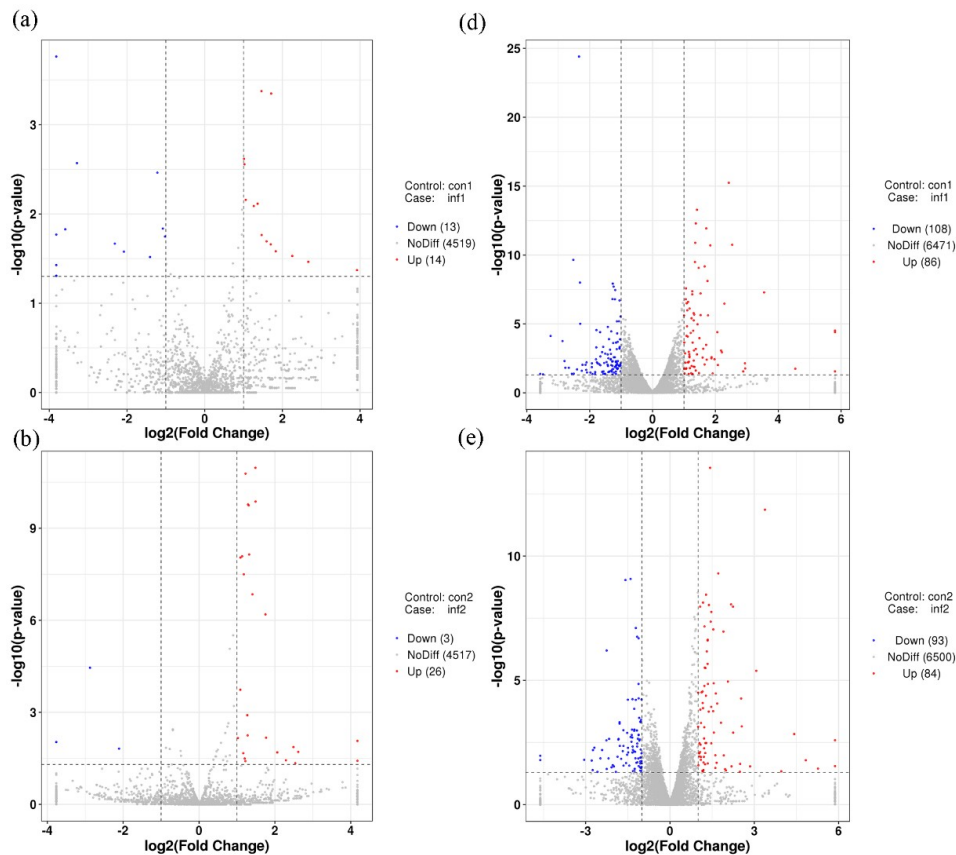 (a)
-log10(p-value)
3
2
1
0
-4
-2
0
2
4
log2(Fold Change)
Control: con1
Case: inf1
Down (13)
NoDiff (4519)
Up (14)
(d)
-log10(p-value)
25
20
15
10
5
0
-4
-2
0
2
4
6
log2(Fold Change)
Control: con1
Case: inf1
Down (108)
NoDiff (6471)
Up (86)
(b)
-log10(p-value)
9
6
3
0
-4
-2
0
2
4
log2(Fold Change)
Control: con2
Case: inf2
Down (3)
NoDiff (4517)
Up (26)
(e)
-log10(p-value)
10
5
0
-3
0
3
6
log2(Fold Change)
Control: con2
Case: inf2
Down (93)
NoDiff (6500)
Up (84)